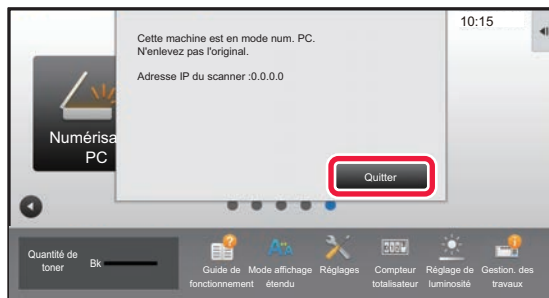 Cette machine est en mode num. PC.
N'enlevez pas l'original.
Adresse IP du scanner :0.0.0.0
10:15
Numérisa
PC
Quitter
Quantité de
toner
Bk
Guide de
fonctionnement
Mode affichage
étendu
Réglages
Compteur
totalisateur
Réglage de
luminosité
Gestion. des
travaux